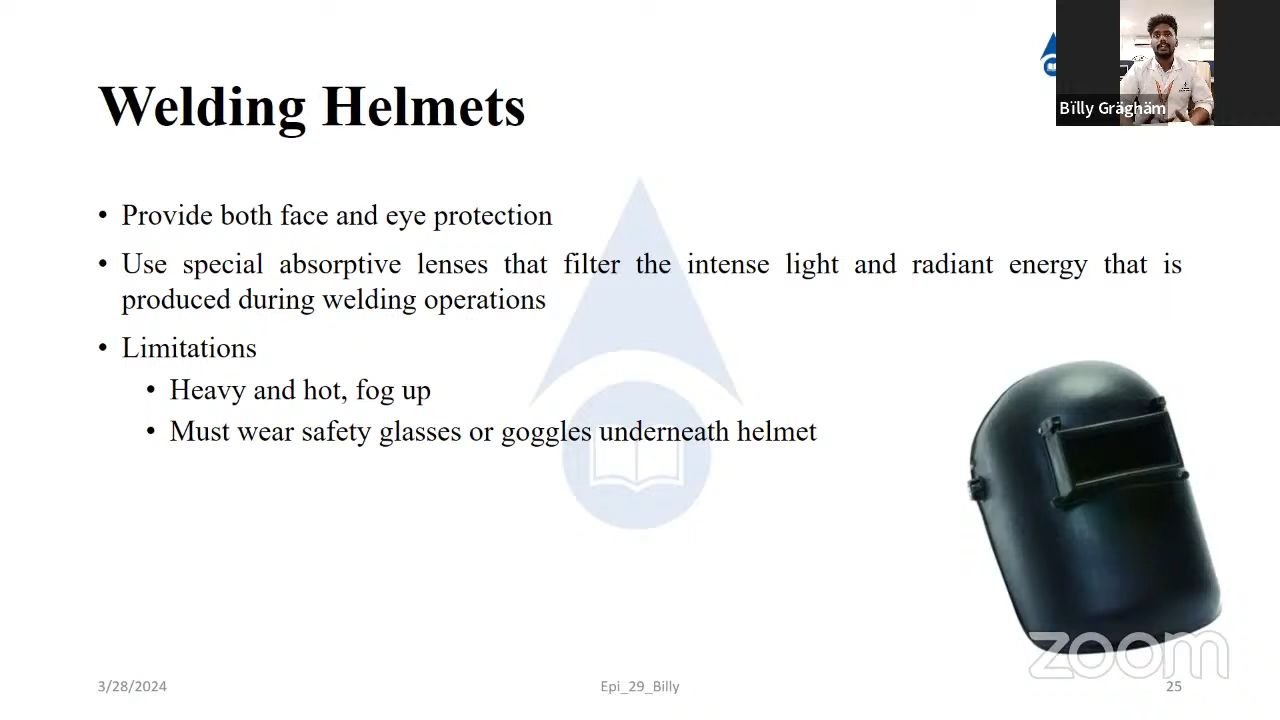 Welding Helmets
Bïlly Gräghäm
• Provide both face and eye protection
• Use special absorptive lenses that filter the intense light and radiant energy that is
produced during welding operations
• Limitations
• Heavy and hot, fog up
• Must wear safety glasses or goggles underneath helmet
zoom
3/28/2024
Epi_29_Billy
25